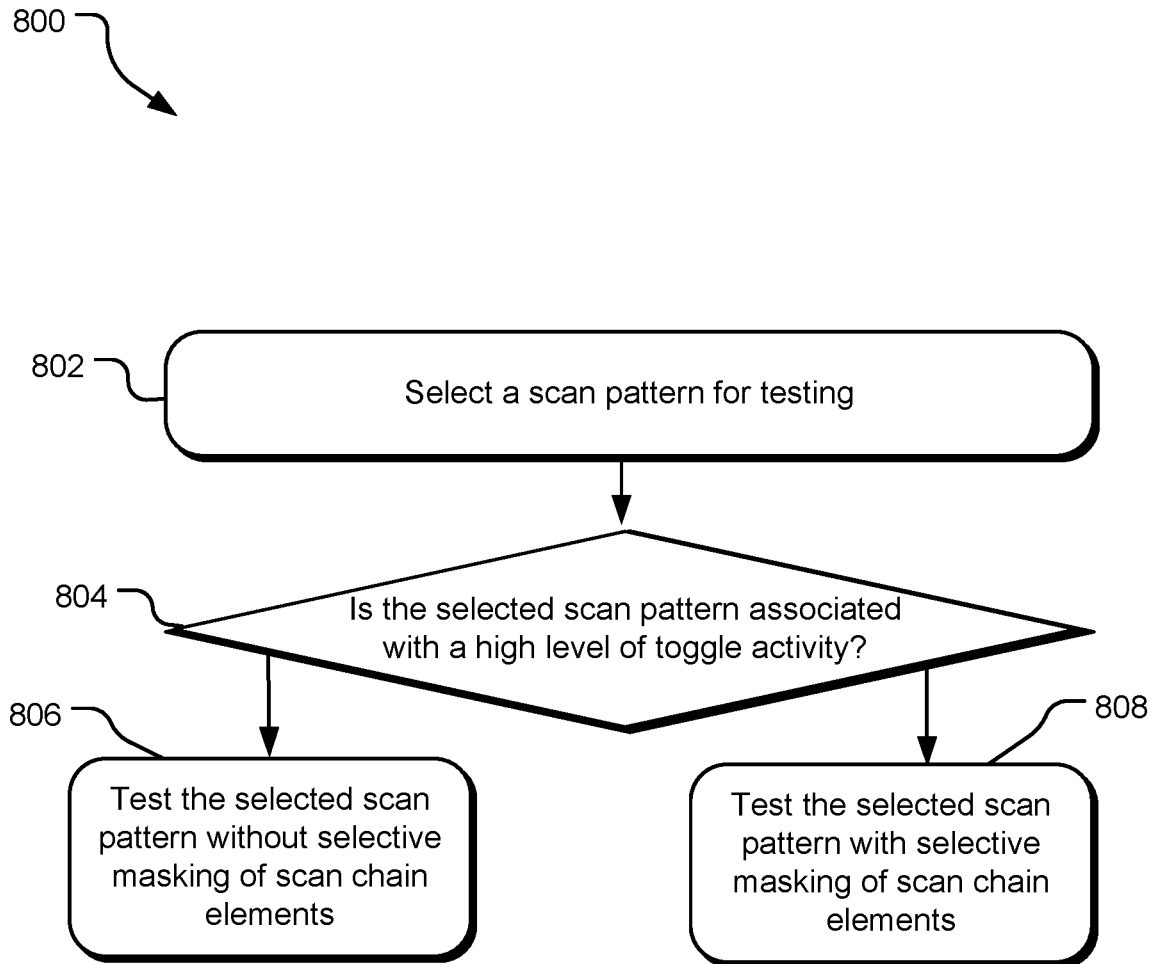 800
802
Select a scan pattern for testing
804
Is the selected scan pattern associated
with a high level of toggle activity?
806
Test the selected scan
pattern without selective
masking of scan chain
elements
808
Test the selected scan
pattern with selective
masking of scan chain
elements